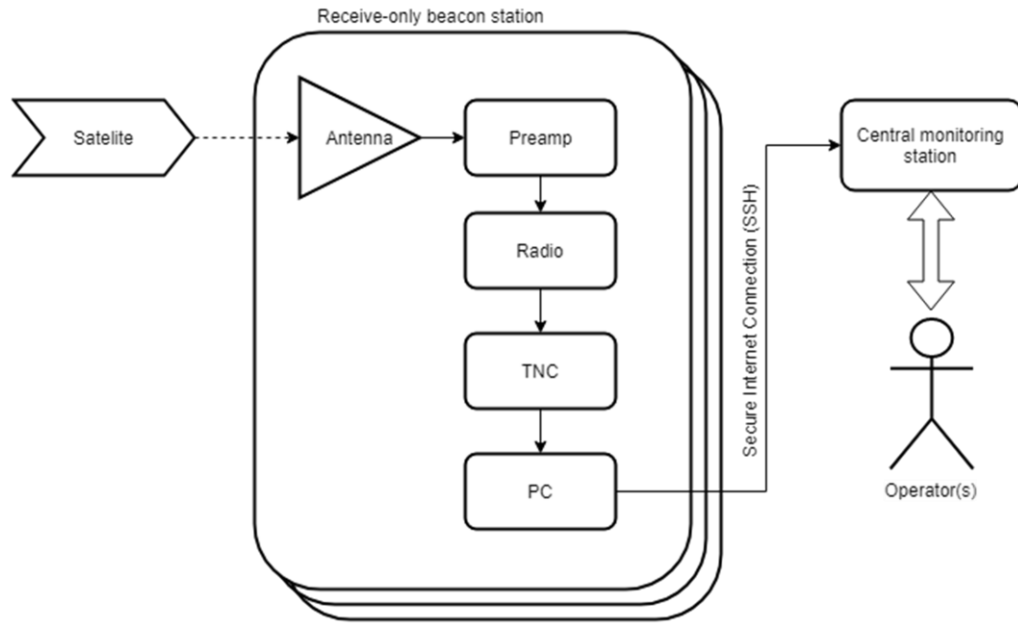 Receive-only beacon station
Satelite
Antenna
Preamp
Radio
TNC
PC
Secure Internet Connection (SSH)
Central monitoring
station
Operator(s)